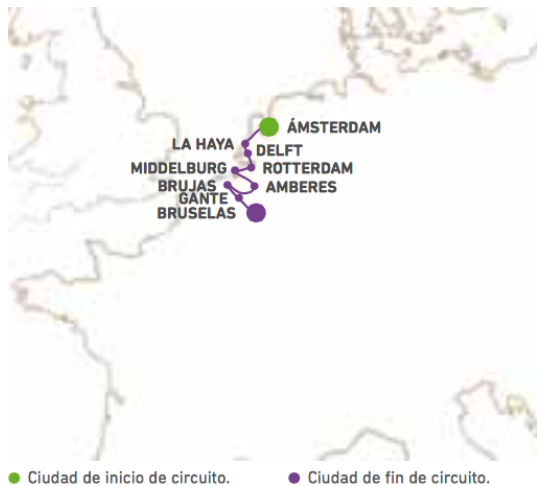 ÁMSTERDAM
LA HAYA
DELFT
MIDDELBURG
ROTTERDAM
BRUJAS
AMBERES
GANTE
BRUSELAS
Ciudad de inicio de circuito.
Ciudad de fin de circuito.